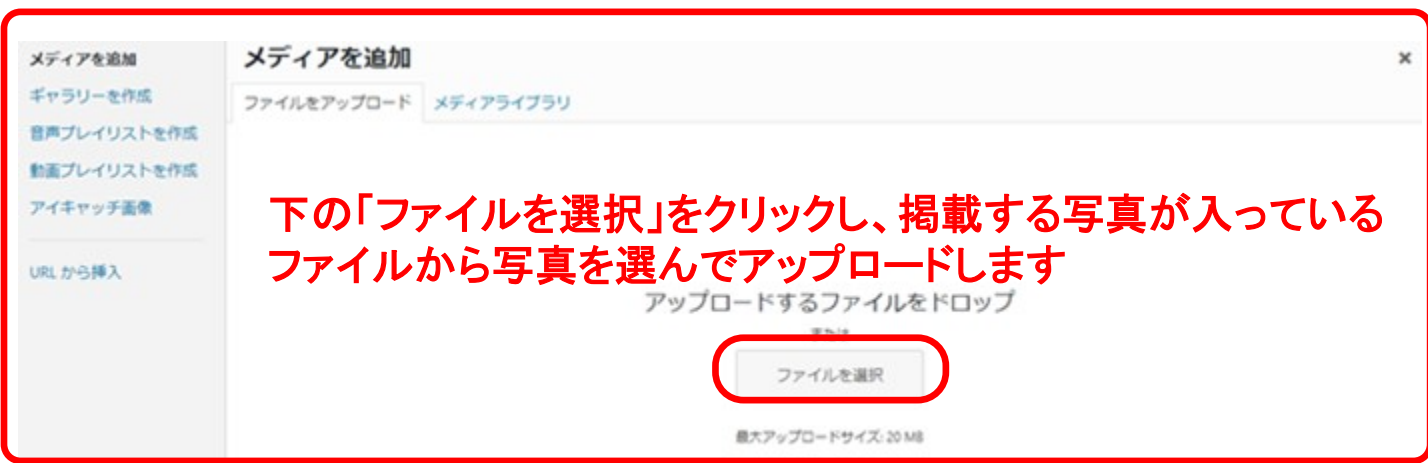 メディアを追加
ギャラリーを作成
音声プレイリストを作成
動画プレイリストを作成
アイキャッチ画像
URL から挿入
メディアを追加
×
ファイルをアップロード メディアライブラリ
下の「ファイルを選択」をクリックし、掲載する写真が入っている
ファイルから写真を選んでアップロードします
アップロードするファイルをドロップ
または
ファイルを選択
最大アップロードサイズ: 20 MB